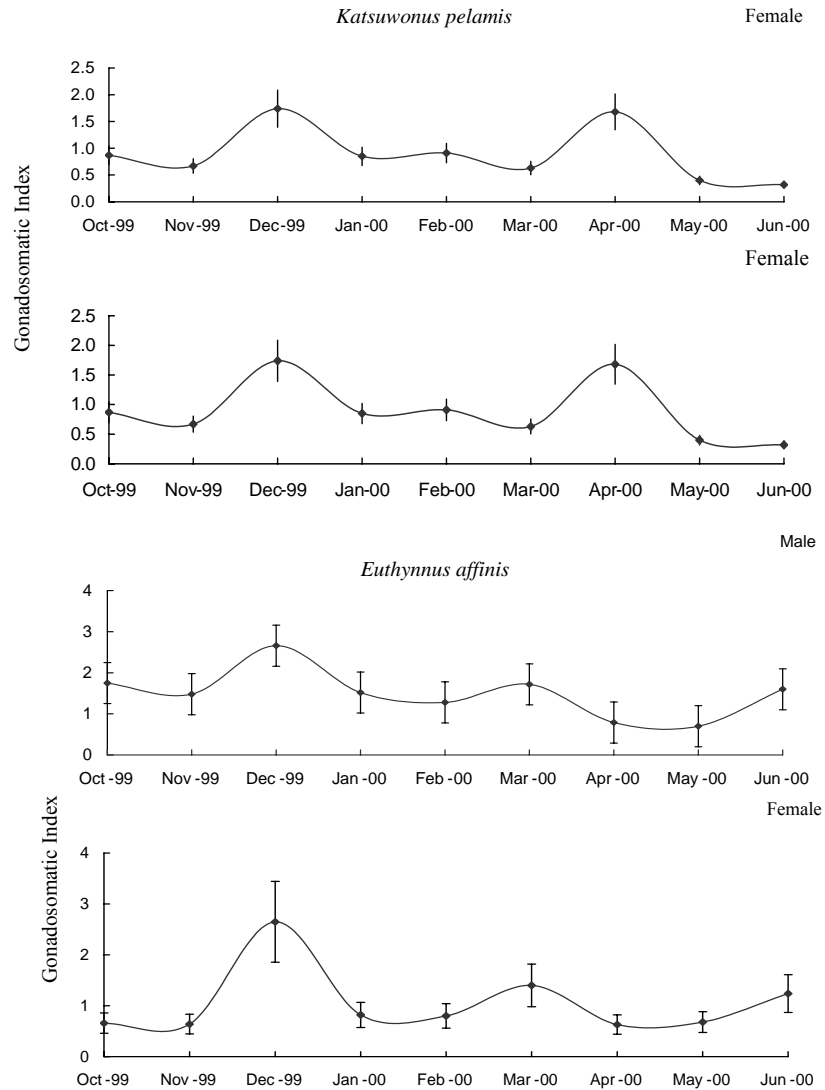 Katsuwonus pelamis
Female
Gonadosomatic Index
2.5
2.0
1.5
1.0
0.5
0.0
Oct-99 Nov-99 Dec-99 Jan-00 Feb-00 Mar-00 Apr-00 May-00 Jun-00
Female
2.5
2.0
1.5
1.0
0.5
0.0
Oct-99 Nov-99 Dec-99 Jan-00 Feb-00 Mar-00 Apr-00 May-00 Jun-00
Male
Euthynnus affinis
4
3
2
1
0
Oct-99 Nov-99 Dec-99 Jan-00 Feb-00 Mar-00 Apr-00 May-00 Jun-00
Female
Gonadosomatic Index
4
3
2
1
0
Oct-99 Nov-99 Dec-99 Jan-00 Feb-00 Mar-00 Apr-00 May-00 Jun-00